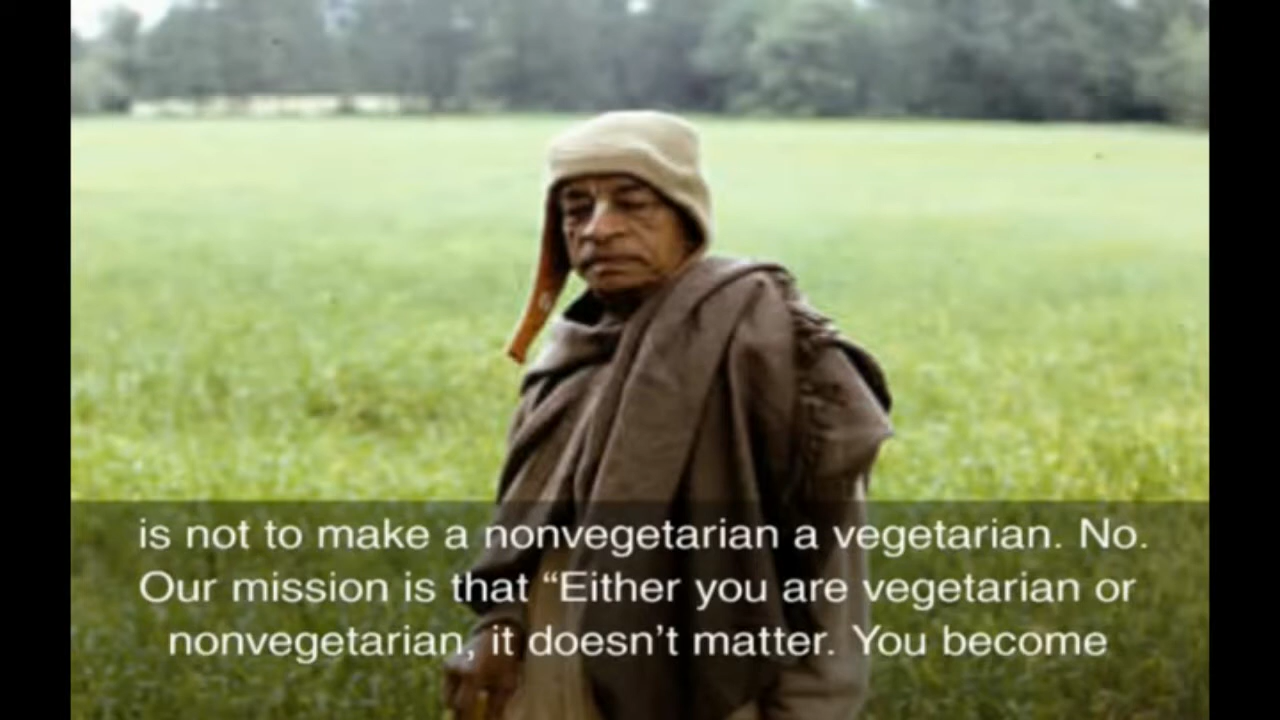 is not to make a nonvegetarian a vegetarian. No.
Our mission is that “Either you are vegetarian or
nonvegetarian, it doesn’t matter. You become